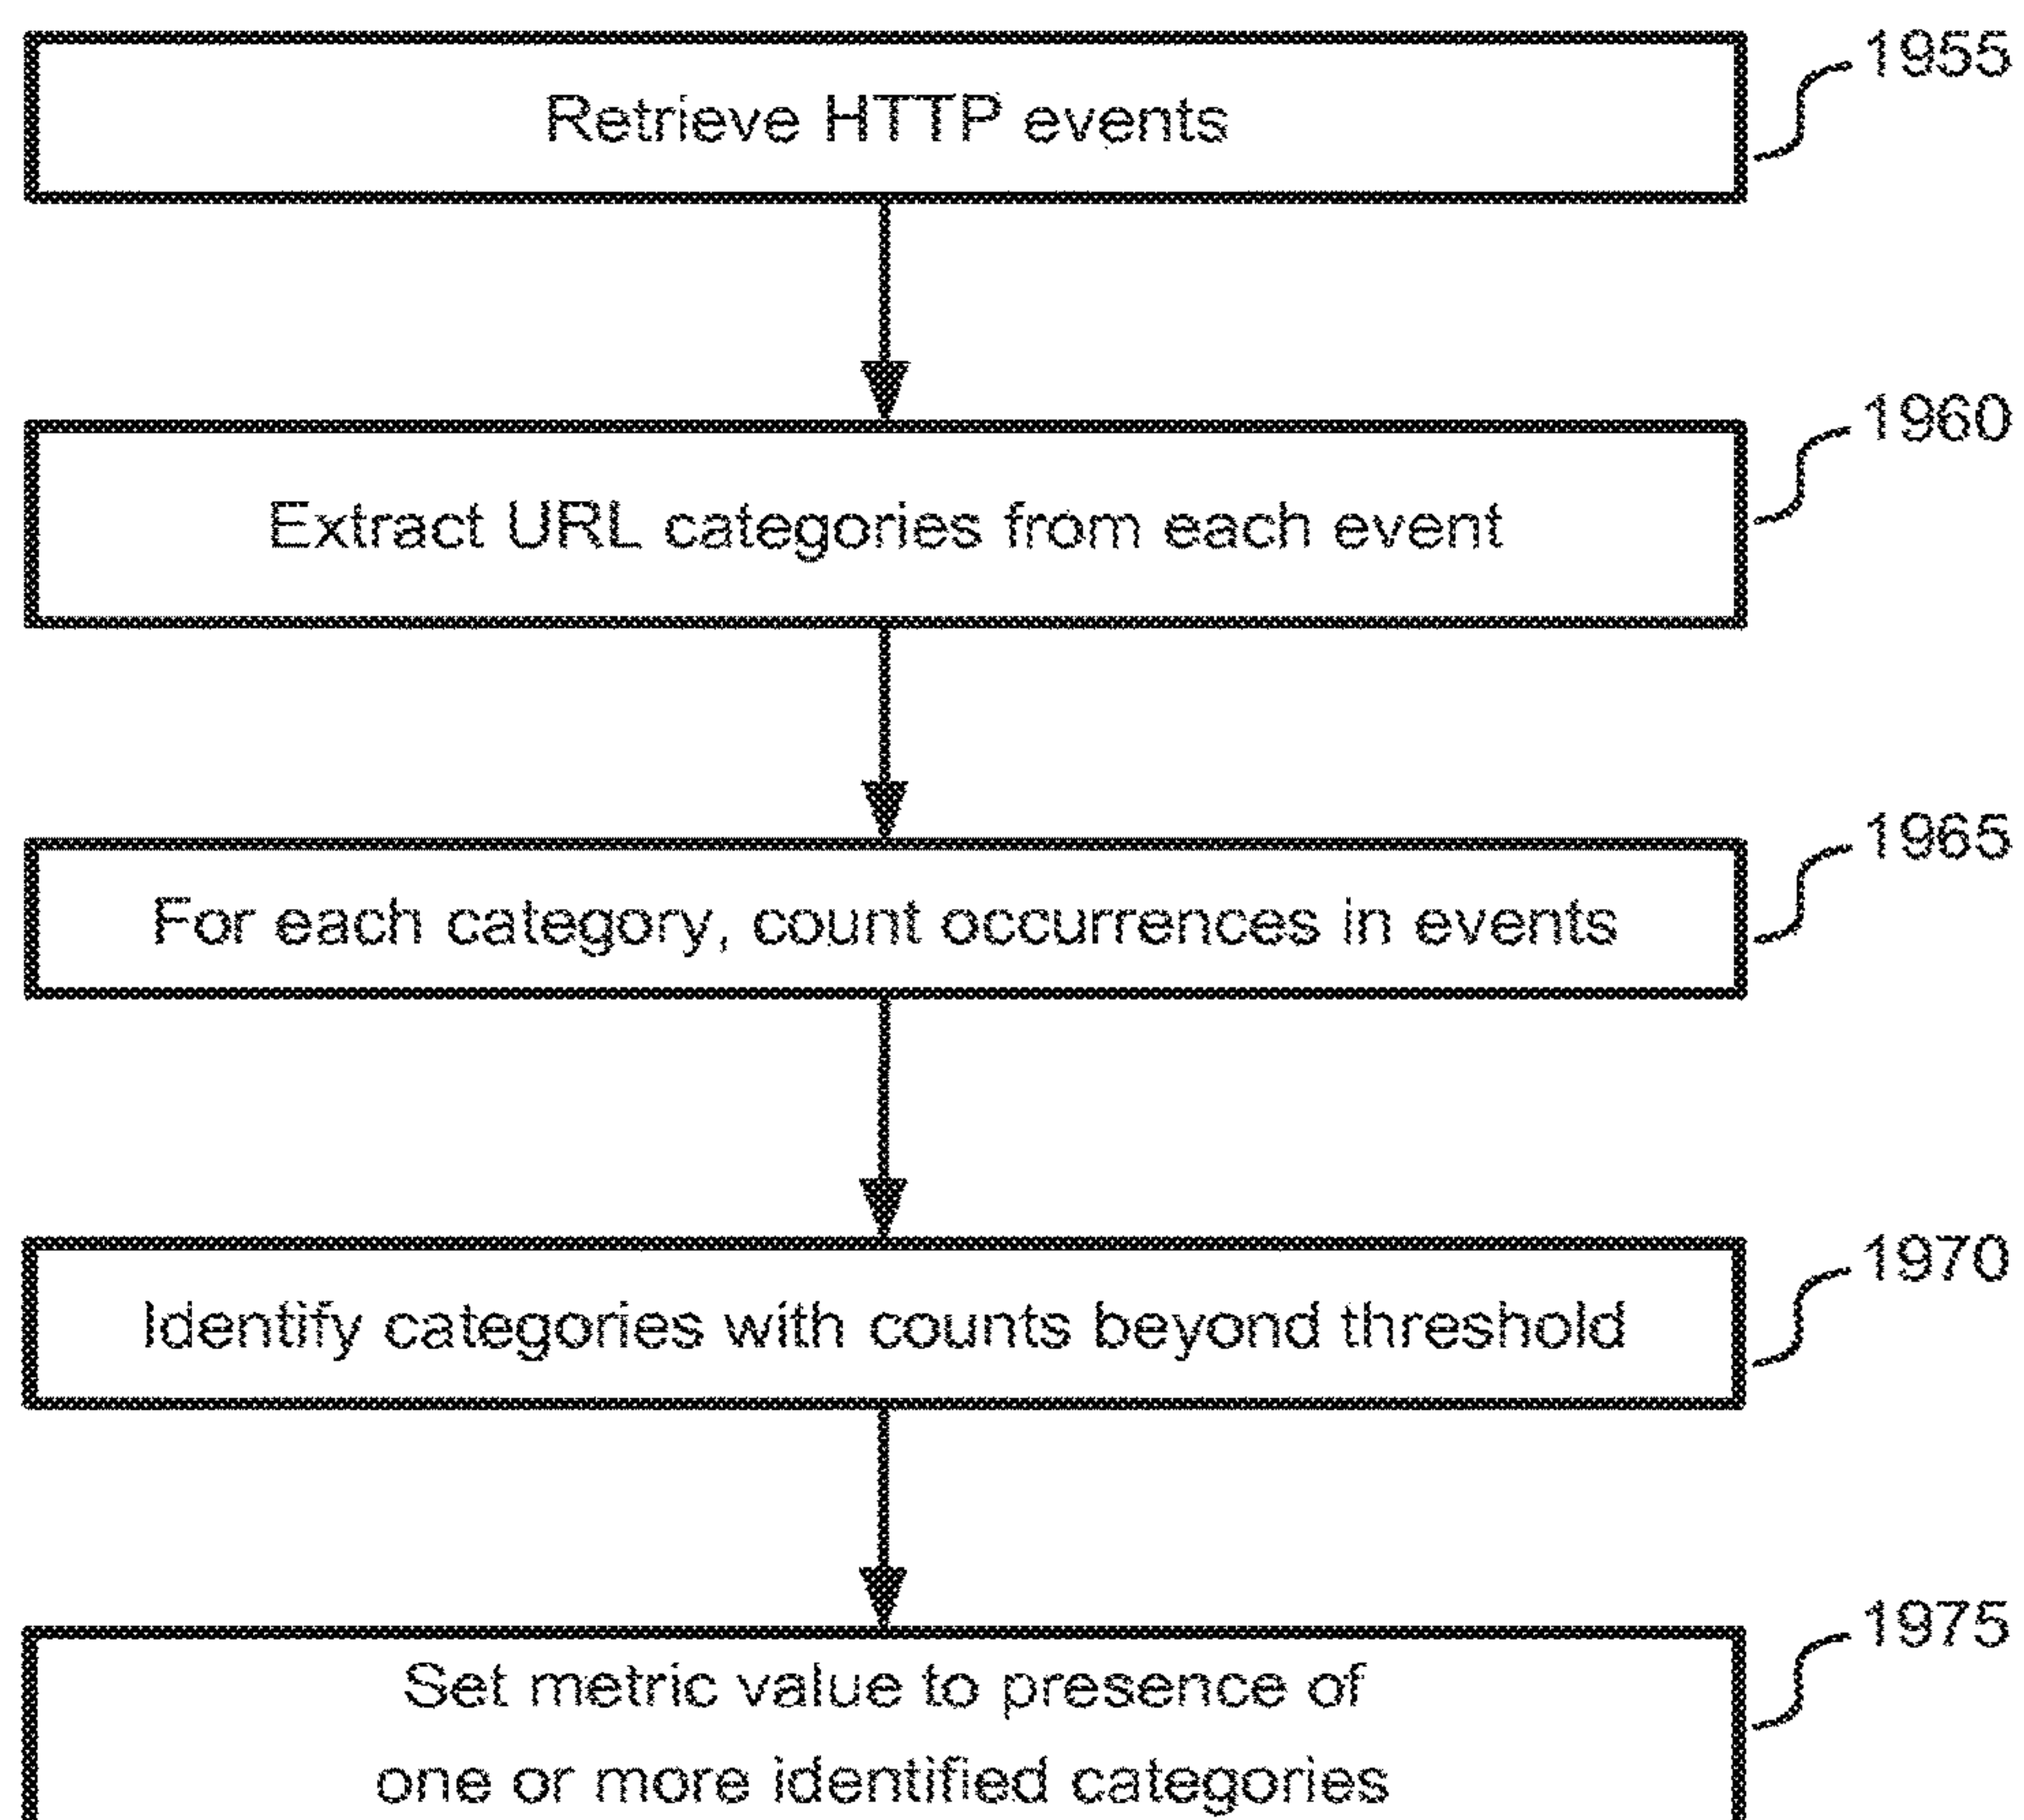 1955
Retrieve HTTP events
1960
Extract URL categories from each event
1965
For each category, count occurrences in events
1970
Identify categories with counts beyond threshold
1975
Set metric value to presence of
one or more identified categories